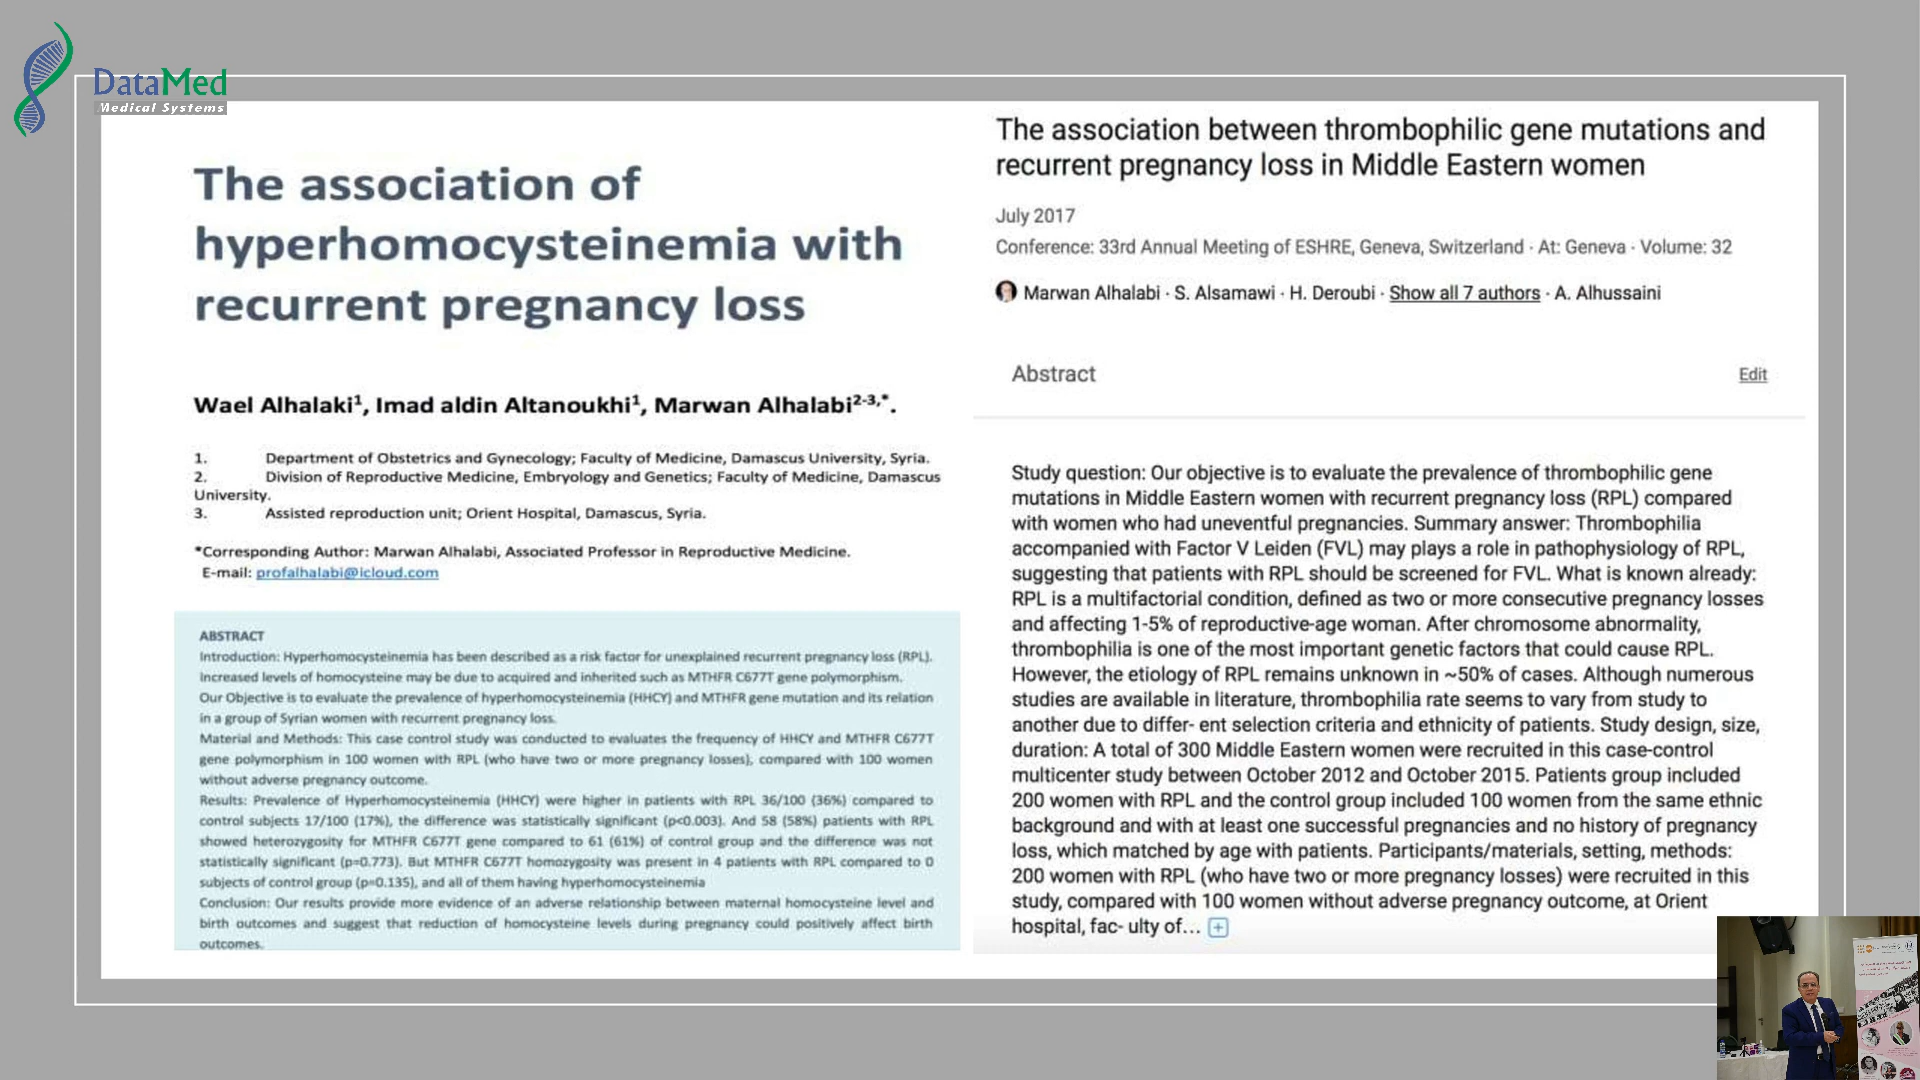 DataMed
Medical Systems
The association of
hyperhomocysteinemia with
recurrent pregnancy loss
Wael Alhalaki1, Imad aldin Altanoukhi1, Marwan Alhalabi2-3,*.
1. Department of Obstetrics and Gynecology; Faculty of Medicine, Damascus University, Syria.
2. Division of Reproductive Medicine, Embryology and Genetics; Faculty of Medicine, Damascus
University.
3. Assisted reproduction unit; Orient Hospital, Damascus, Syria.
*Corresponding Author: Marwan Alhalabi, Associated Professor in Reproductive Medicine.
E-mail: profalhalabi@icloud.com
ABSTRACT
Introduction: Hyperhomocysteinemia has been described as a risk factor for unexplained recurrent pregnancy loss (RPL).
Increased levels of homocysteine may be due to acquired and inherited such as MTHFR C677T gene polymorphism.
Our Objective is to evaluate the prevalence of hyperhomocysteinemia (HHCY) and MTHFR gene mutation and its relation
in a group of Syrian women with recurrent pregnancy loss.
Material and Methods: This case control study was conducted to evaluates the frequency of HHCY and MTHFR C677T
gene polymorphism in 100 women with RPL (who have two or more pregnancy losses), compared with 100 women
without adverse pregnancy outcome.
Results: Prevalence of Hyperhomocysteinemia (HHCY) were higher in patients with RPL 36/100 (36%) compared to
control subjects 17/100 (17%), the difference was statistically significant (p<0.003). And 58 (58%) patients with RPL
showed heterozygosity for MTHFR C677T gene compared to 61 (61%) of control group and the difference was not
statistically significant (p=0.773). But MTHFR C677T homozygosity was present in 4 patients with RPL compared to 0
subjects of control group (p=0.135), and all of them having hyperhomocysteinemia
Conclusion: Our results provide more evidence of an adverse relationship between maternal homocysteine level and
birth outcomes and suggest that reduction of homocysteine levels during pregnancy could positively affect birth
outcomes.
The association between thrombophilic gene mutations and
recurrent pregnancy loss in Middle Eastern women
July 2017
Conference: 33rd Annual Meeting of ESHRE, Geneva, Switzerland · At: Geneva · Volume: 32
Marwan Alhalabi · S. Alsamawi · H. Deroubi · Show all 7 authors · A. Alhussaini
Abstract
Edit
Study question: Our objective is to evaluate the prevalence of thrombophilic gene
mutations in Middle Eastern women with recurrent pregnancy loss (RPL) compared
with women who had uneventful pregnancies. Summary answer: Thrombophilia
accompanied with Factor V Leiden (FVL) may plays a role in pathophysiology of RPL,
suggesting that patients with RPL should be screened for FVL. What is known already:
RPL is a multifactorial condition, defined as two or more consecutive pregnancy losses
and affecting 1-5% of reproductive-age woman. After chromosome abnormality,
thrombophilia is one of the most important genetic factors that could cause RPL.
However, the etiology of RPL remains unknown in ~50% of cases. Although numerous
studies are available in literature, thrombophilia rate seems to vary from study to
another due to differ- ent selection criteria and ethnicity of patients. Study design, size,
duration: A total of 300 Middle Eastern women were recruited in this case-control
multicenter study between October 2012 and October 2015. Patients group included
200 women with RPL and the control group included 100 women from the same ethnic
background and with at least one successful pregnancies and no history of pregnancy
loss, which matched by age with patients. Participants/materials, setting, methods:
200 women with RPL (who have two or more pregnancy losses) were recruited in this
study, compared with 100 women without adverse pregnancy outcome, at Orient
hospital, fac- ulty of...